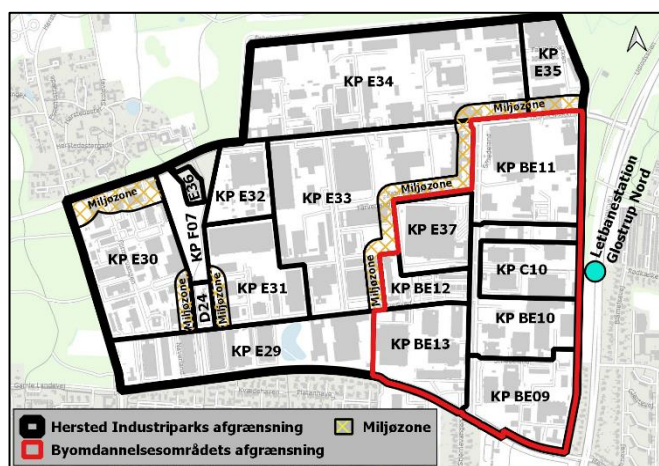 KP E34
KP
E35
Miljøzone
KP BE11
Miljøzone
KP E32
KP E33
E36
Miljøzone
KP F07
KP E37
KP E30
Letbanestation
Glostrup Nord
KP C10
KP E31
D24
Miljøzone
Miljøzone
Miljøzone
KP BE12
KP BE10
KP E29
KP BE13
KP BE09
Hersted Industriparks afgrænsning
Miljøzone
Byomdannelsesområdets afgrænsning